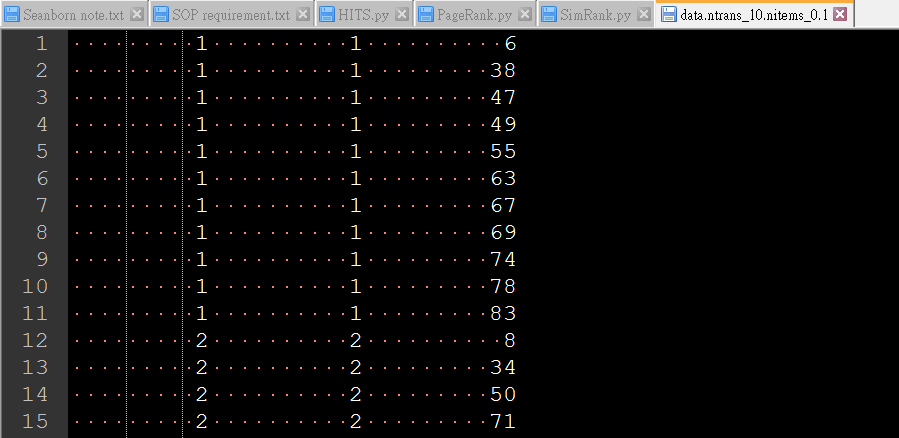 Seanborn note.txt SOP requirement.txt HITS.py PageRank.py SimRank.py data.ntrans_10.nitems_0.1
1 1 1 6
2 1 1 38
3 1 1 47
4 1 1 49
5 1 1 55
6 1 1 63
7 1 1 67
8 1 1 69
9 1 1 74
10 1 1 78
11 1 1 83
12 2 2 8
13 2 2 34
14 2 2 50
15 2 2 71